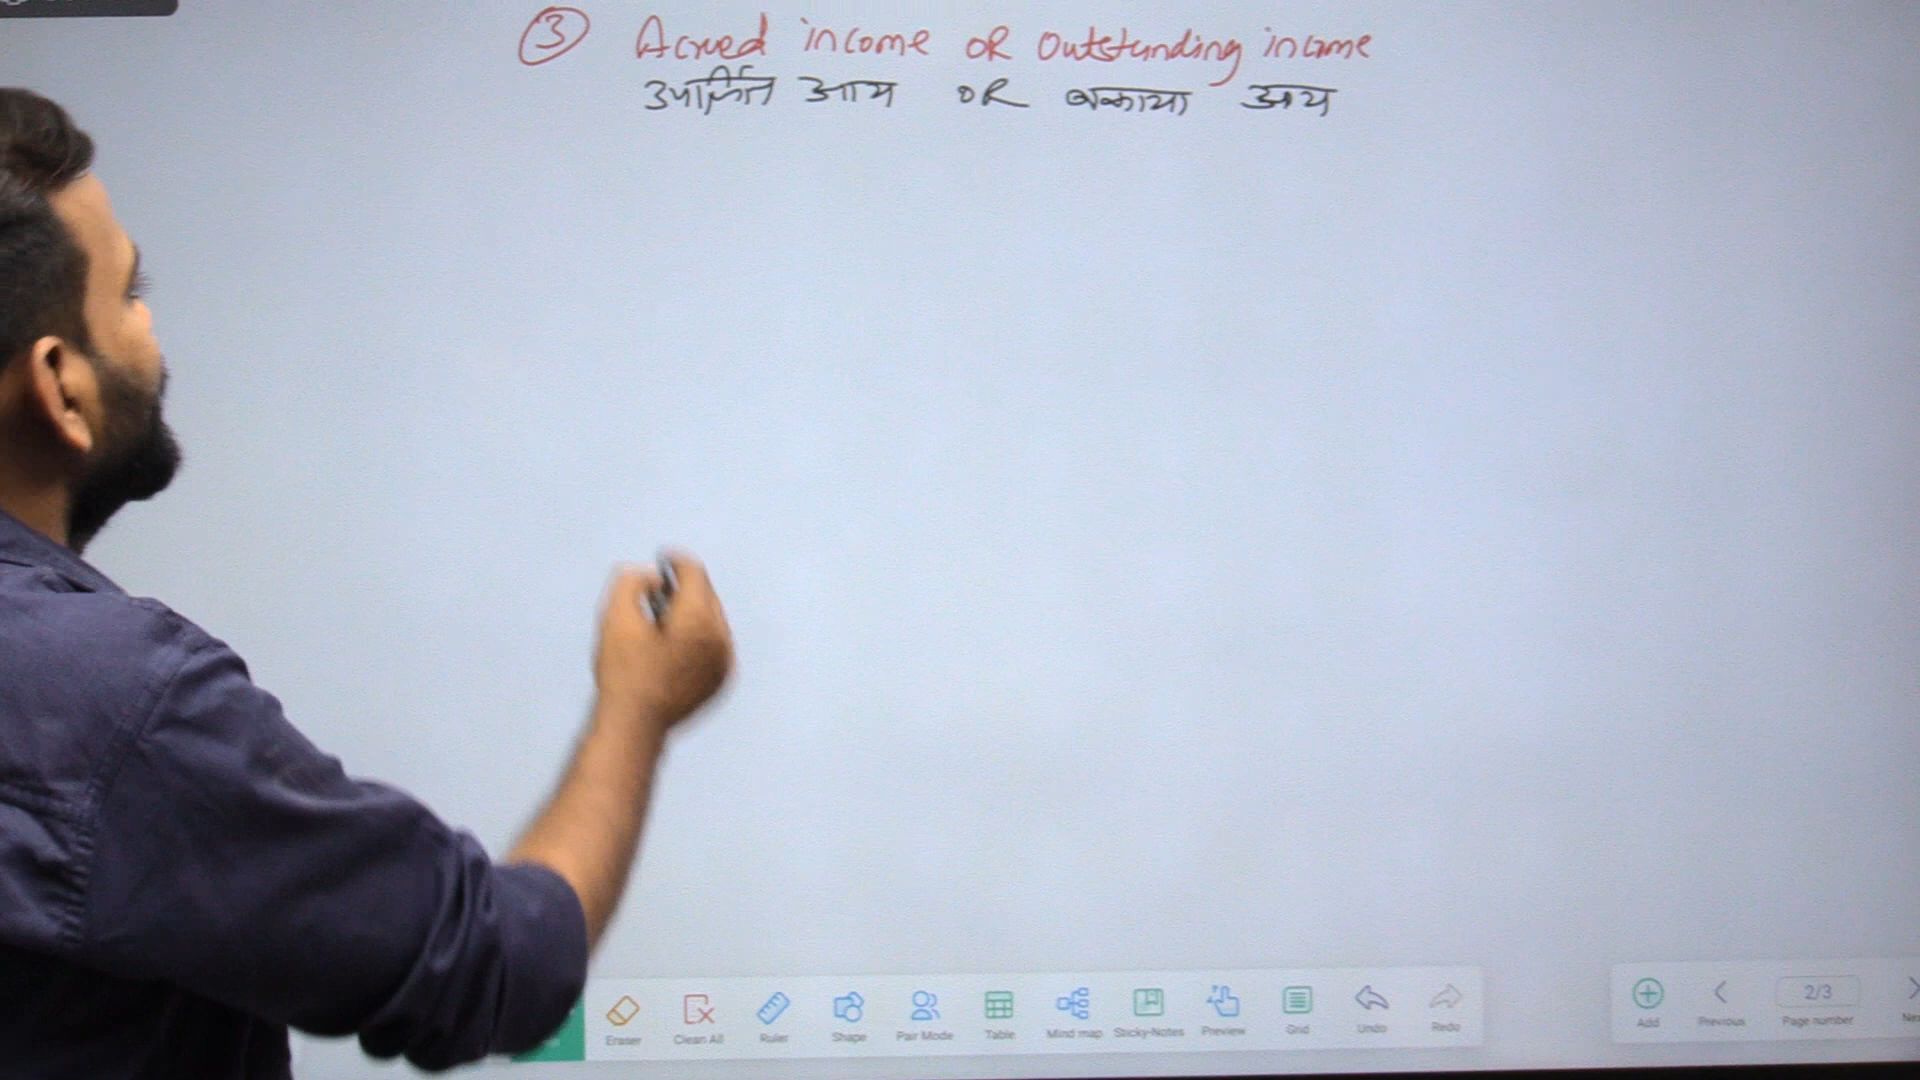 3 Acrued income OR Outstanding income
उपार्जित आय OR बकाया आय
Eraser Clean All Ruler Shape Pair Mode Table Mind map Sticky-Notes Preview Grid Undo Redo
Add Previous 2/3 Page number